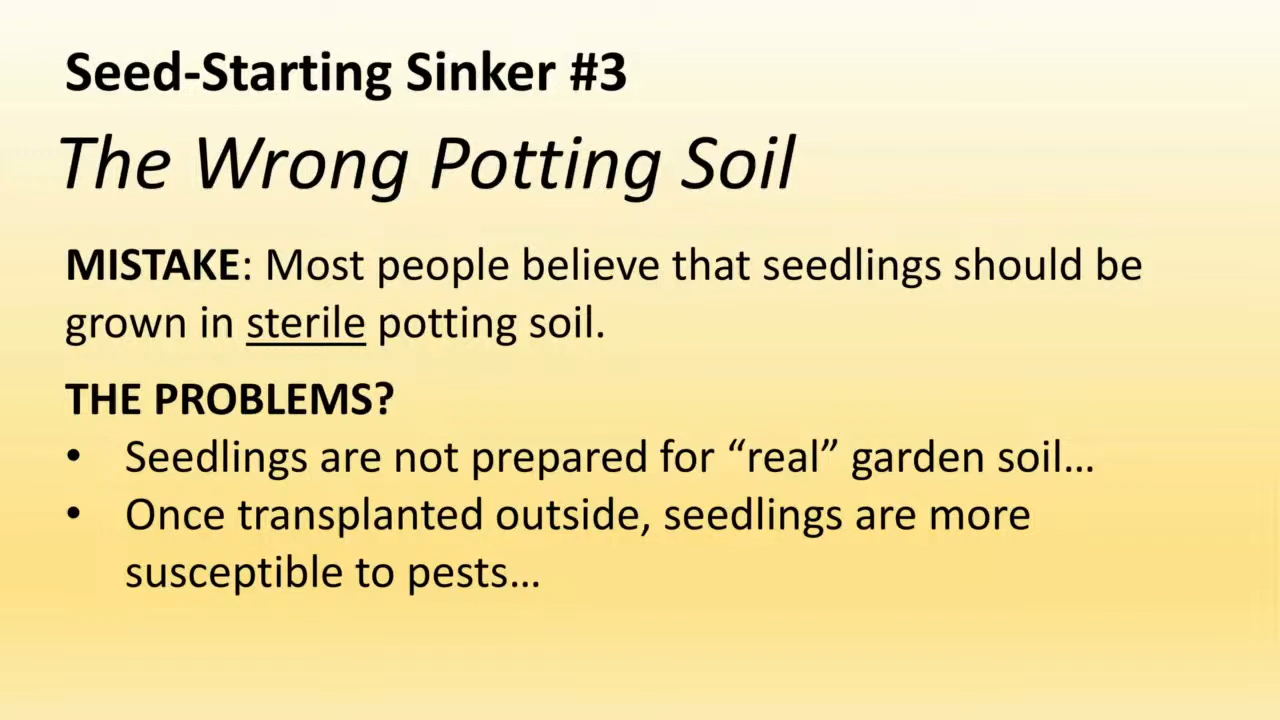 Seed-Starting Sinker #3
The Wrong Potting Soil
MISTAKE: Most people believe that seedlings should be
grown in sterile potting soil.
THE PROBLEMS?
• Seedlings are not prepared for “real” garden soil…
• Once transplanted outside, seedlings are more
susceptible to pests…